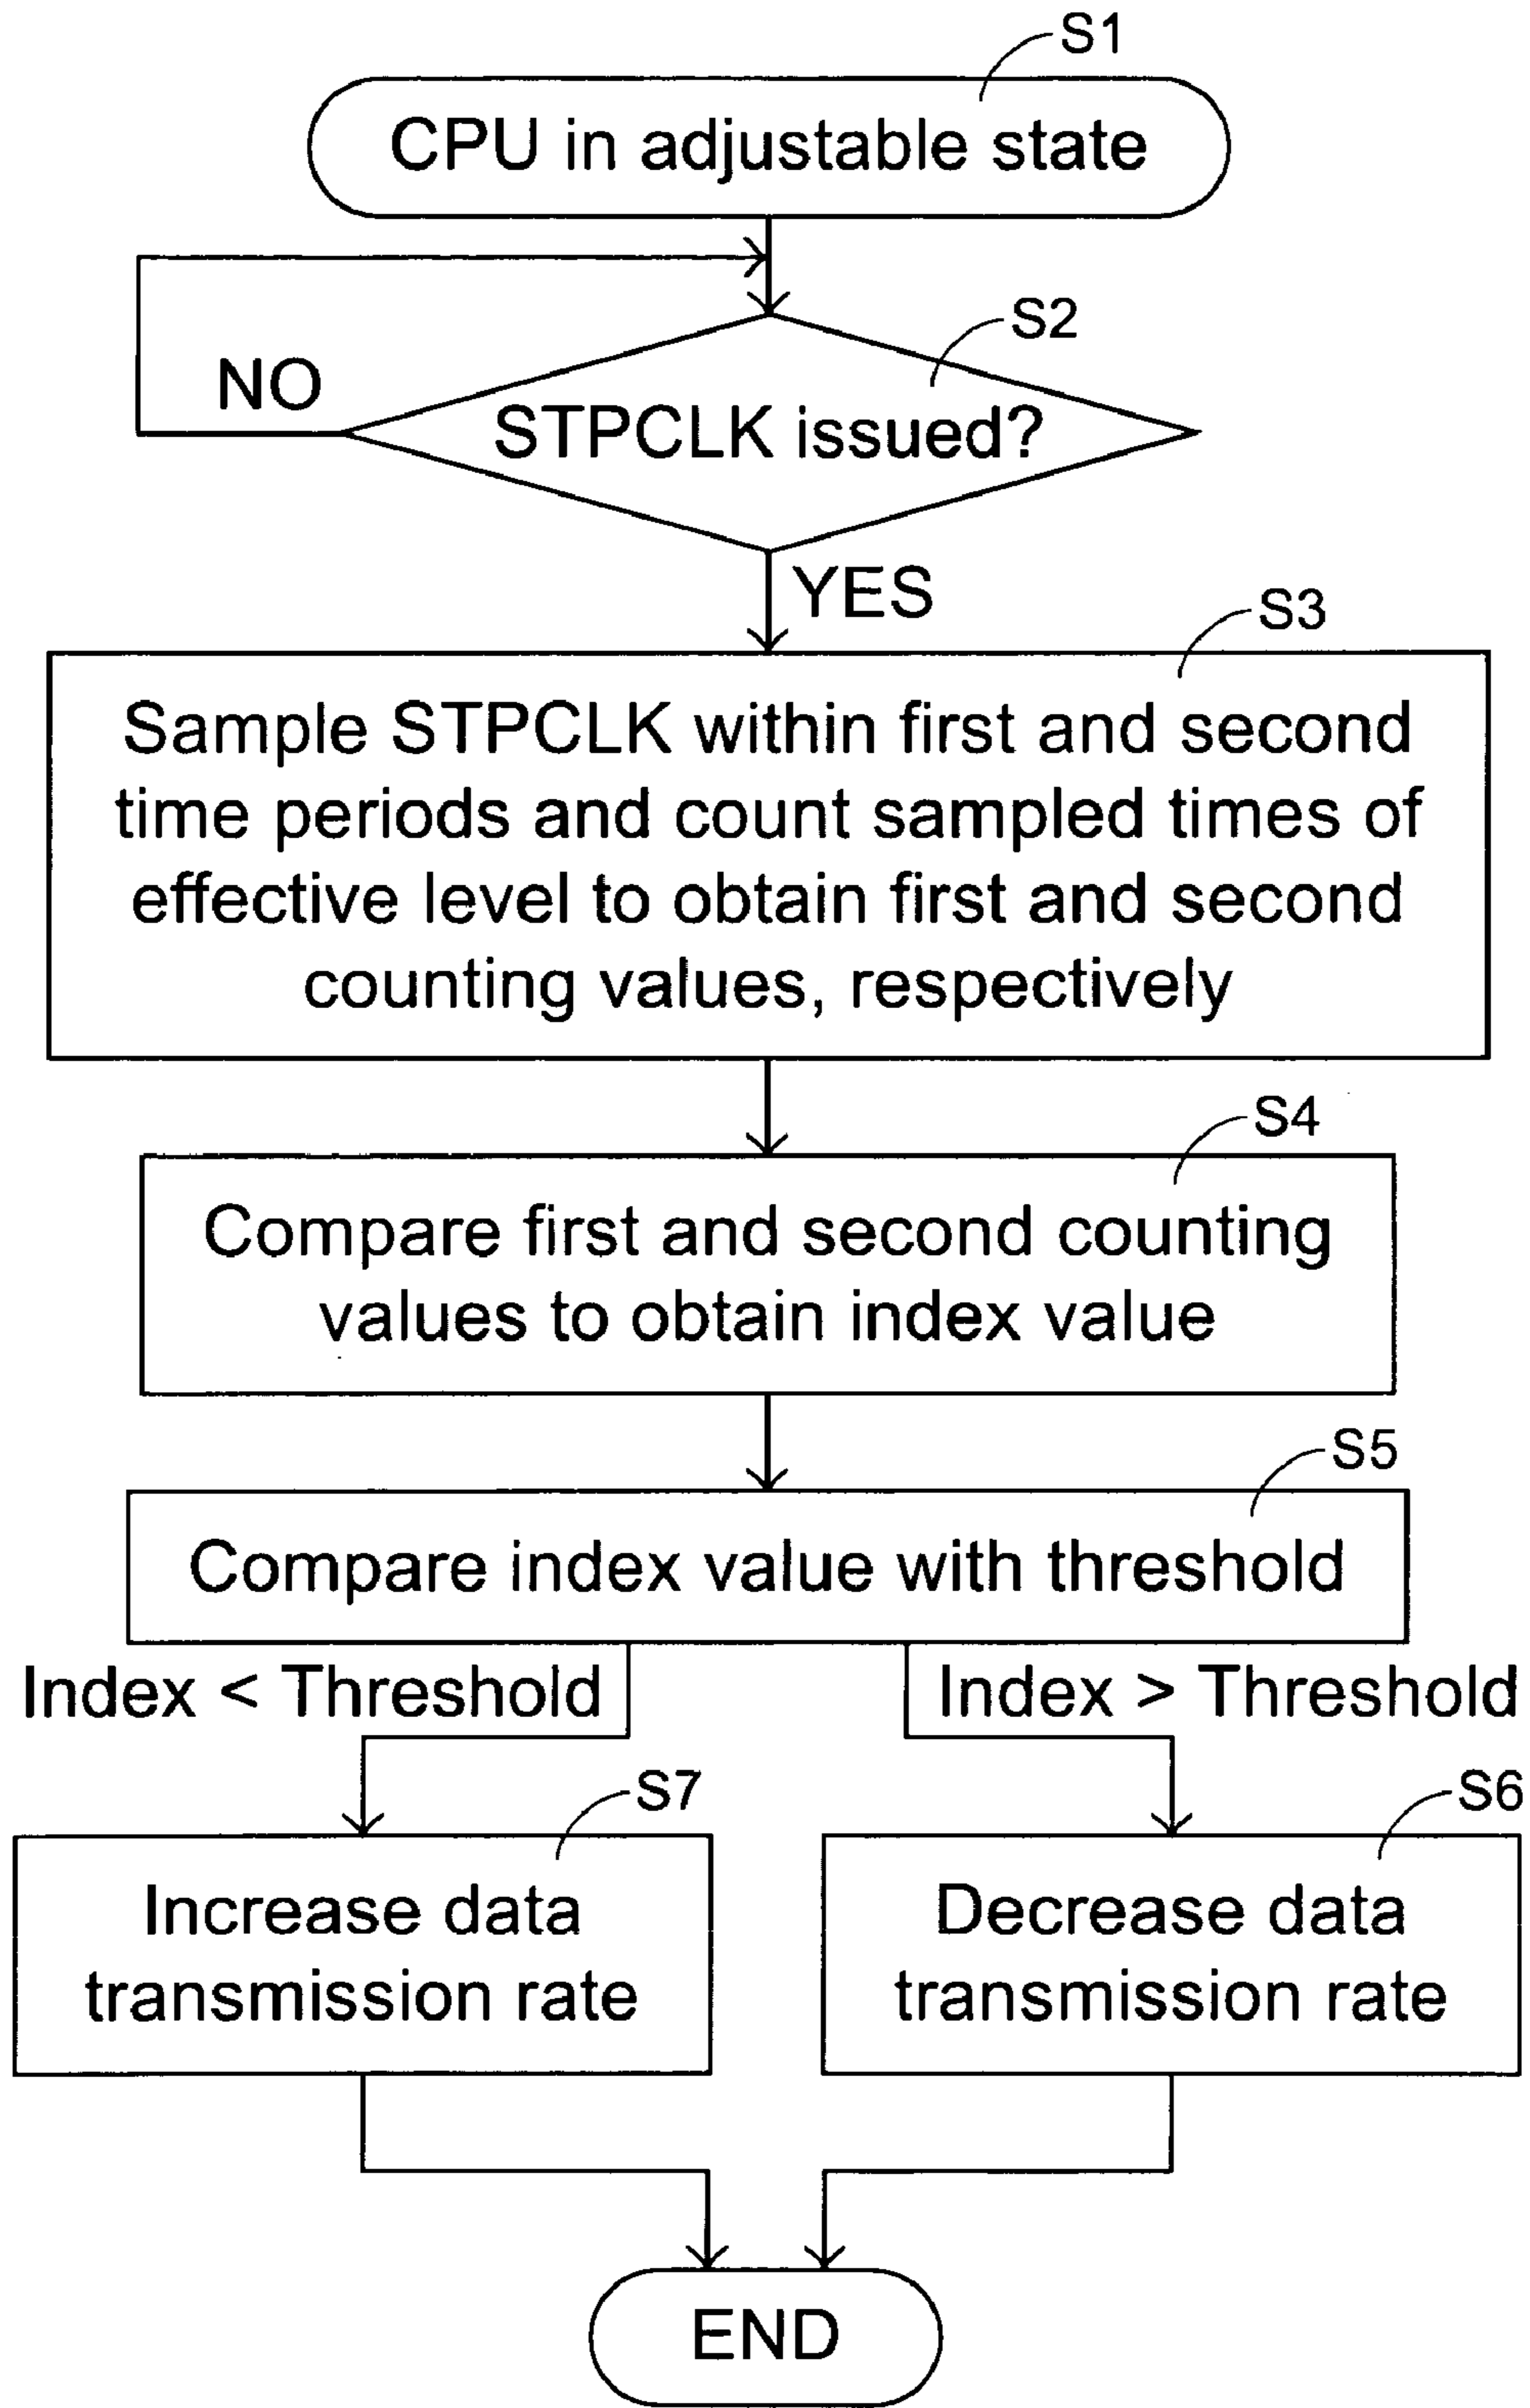 S1
CPU in adjustable state
S2
NO
STPCLK issued?
YES
S3
Sample STPCLK within first and second
time periods and count sampled times of
effective level to obtain first and second
counting values, respectively
S4
Compare first and second counting
values to obtain index value
S5
Compare index value with threshold
Index < Threshold
Index > Threshold
S7
S6
Increase data
transmission rate
Decrease data
transmission rate
END